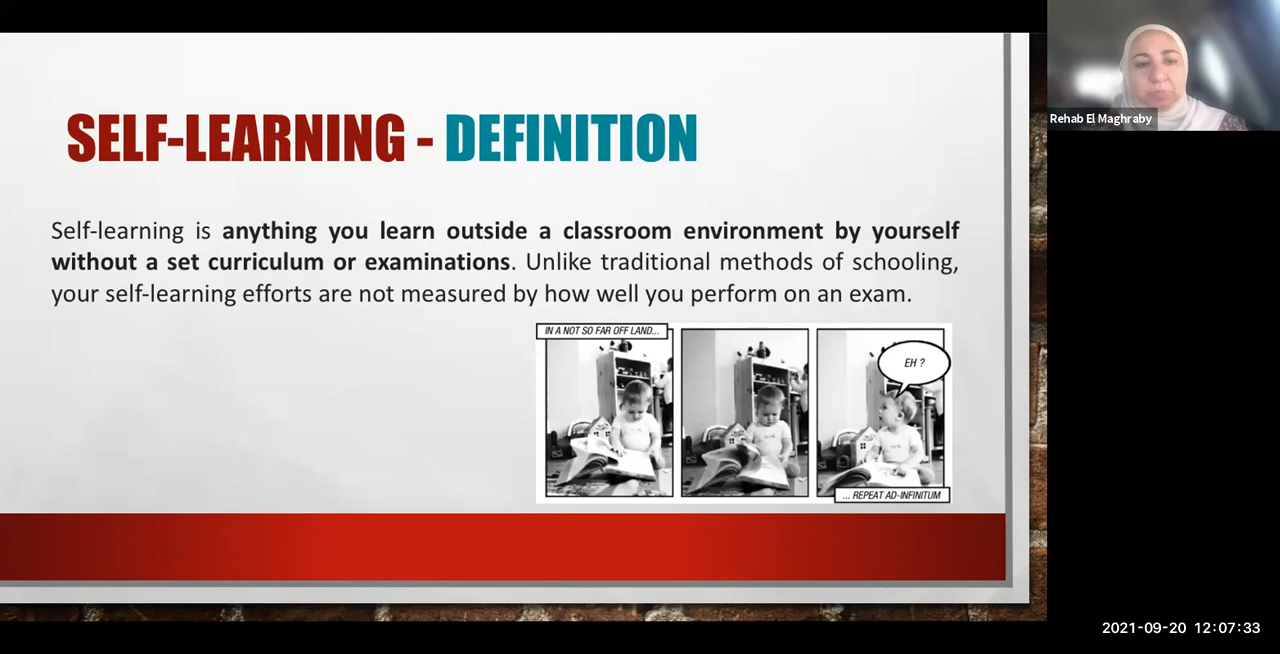 SELF-LEARNING - DEFINITION
Self-learning is anything you learn outside a classroom environment by yourself
without a set curriculum or examinations. Unlike traditional methods of schooling,
your self-learning efforts are not measured by how well you perform on an exam.
IN A NOT SO FAR OFF LAND...
EH ?
... REPEAT AD-INFINITUM
Rehab El Maghraby
2021-09-20 12:07:33